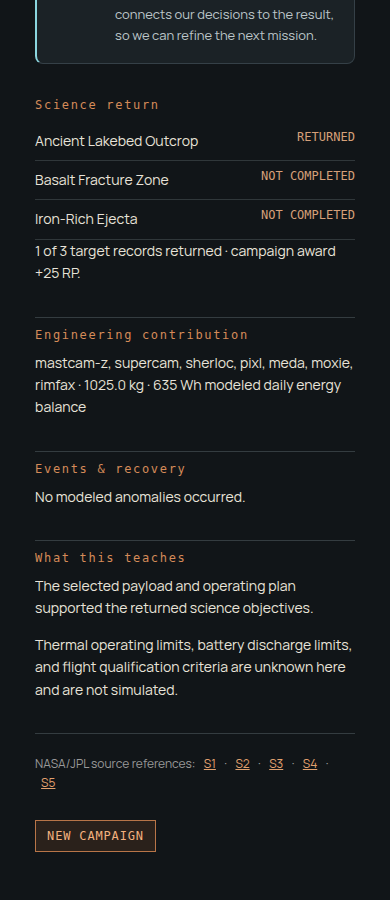 connects our decisions to the result,
so we can refine the next mission.
Science return
Ancient Lakebed Outcrop RETURNED
Basalt Fracture Zone NOT COMPLETED
Iron-Rich Ejecta NOT COMPLETED
1 of 3 target records returned · campaign award
+25 RP.
Engineering contribution
mastcam-z, supercam, sherloc, pixl, meda, moxie,
rimfax · 1025.0 kg · 635 Wh modeled daily energy
balance
Events & recovery
No modeled anomalies occurred.
What this teaches
The selected payload and operating plan
supported the returned science objectives.
Thermal operating limits, battery discharge limits,
and flight qualification criteria are unknown here
and are not simulated.
NASA/JPL source references: S1 · S2 · S3 · S4 ·
S5
NEW CAMPAIGN